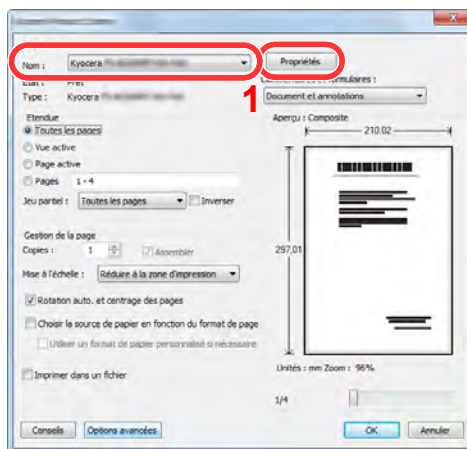 Nom :
Kyocera
Propriétés
État :
Prêt
1
Commentaires et formulaires :
Type :
Kyocera
Document et annotations
Etendue
Aperçu : Composite
Toutes les pages
210.02
Vue active
Page active
Pages
1 - 4
Jeu partiel :
Toutes les pages
Inverser
Gestion de la page
297,01
Copies :
1
Assembler
Mise à l'échelle :
Réduire à la zone d'impression
Rotation auto. et centrage des pages
Choisir la source de papier en fonction du format de page
Utiliser un format de papier personnalisé si nécessaire
Unités : mm Zoom : 96%
Imprimer dans un fichier
1/4
Conseils
Options avancées
OK
Annuler